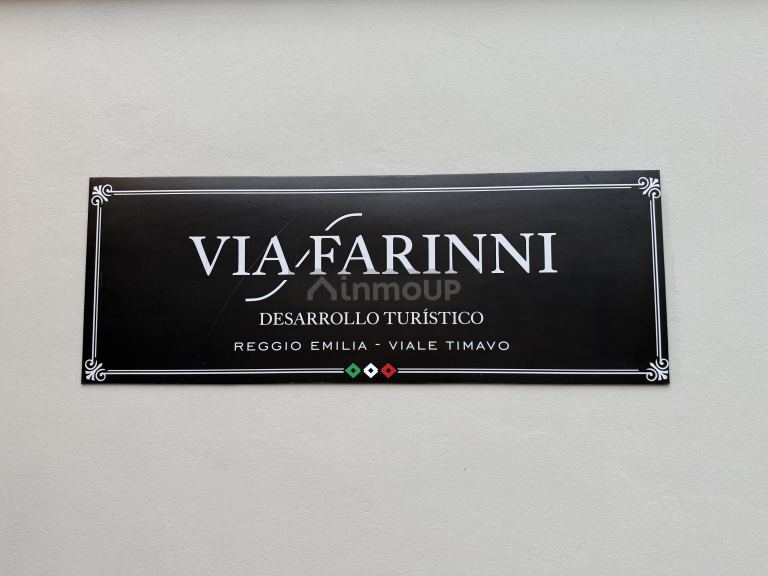 VIA FARINNI
inmoUP
DESARROLLO TURÍSTICO
REGGIO EMILIA - VIALE TIMAVO